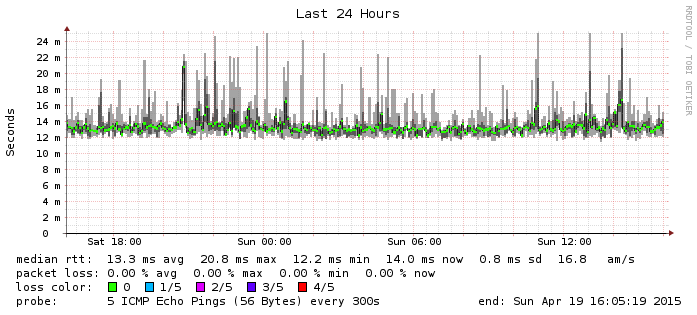 Last 24 Hours
RRDTOOL / TOBI OETIKER
Seconds
24 m
22 m
20 m
18 m
16 m
14 m
12 m
10 m
8 m
6 m
4 m
2 m
0
Sat 18:00 Sun 00:00 Sun 06:00 Sun 12:00
median rtt: 13.3 ms avg 20.8 ms max 12.2 ms min 14.0 ms now 0.8 ms sd 16.8 am/s
packet loss: 0.00 % avg 0.00 % max 0.00 % min 0.00 % now
loss color: 0 1/5 2/5 3/5 4/5
probe: 5 ICMP Echo Pings (56 Bytes) every 300s end: Sun Apr 19 16:05:19 2015